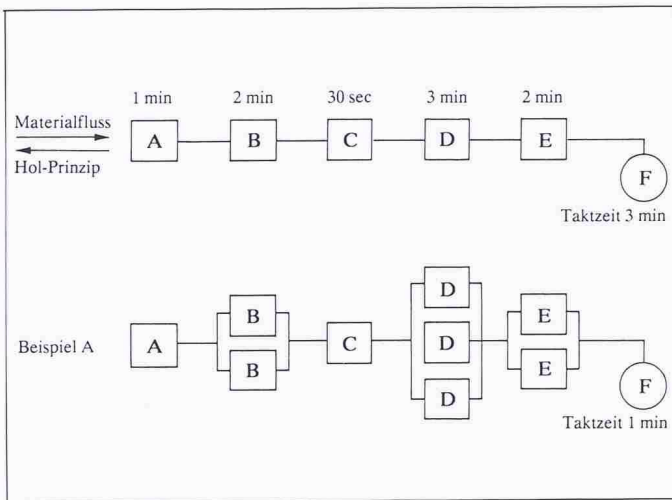 1 min 2 min 30 sec 3 min 2 min
Materialfluss
A B C D E
Hol-Prinzip
F
Taktzeit 3 min
D
B E
Beispiel A A C D
B E
F
D
Taktzeit 1 min